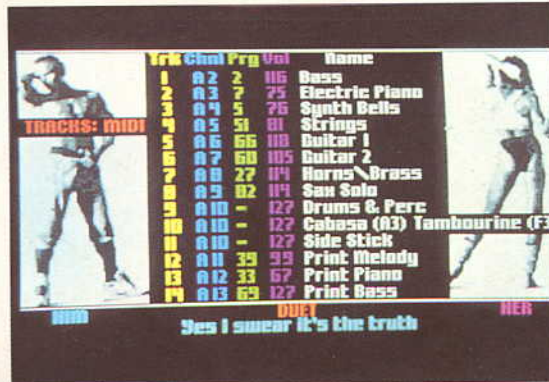 Trk Chnl Prg Vol Name
1 A2 2 116 Bass
2 A3 7 75 Electric Piano
3 A4 5 76 Synth Bells
TRACKS: MIDI
4 A5 51 81 Strings
5 A6 66 118 Guitar 1
6 A7 60 105 Guitar 2
7 A8 27 114 Horns\Brass
8 A9 82 114 Sax Solo
9 A10 - 127 Drums & Perc
10 A10 - 127 Cabasa (A3) Tambourine (F3
11 A10 - 127 Side Stick
12 A11 39 99 Print Melody
13 A12 33 67 Print Piano
14 A13 69 127 Print Bass
HIM DUET HER
Yes I swear it's the truth